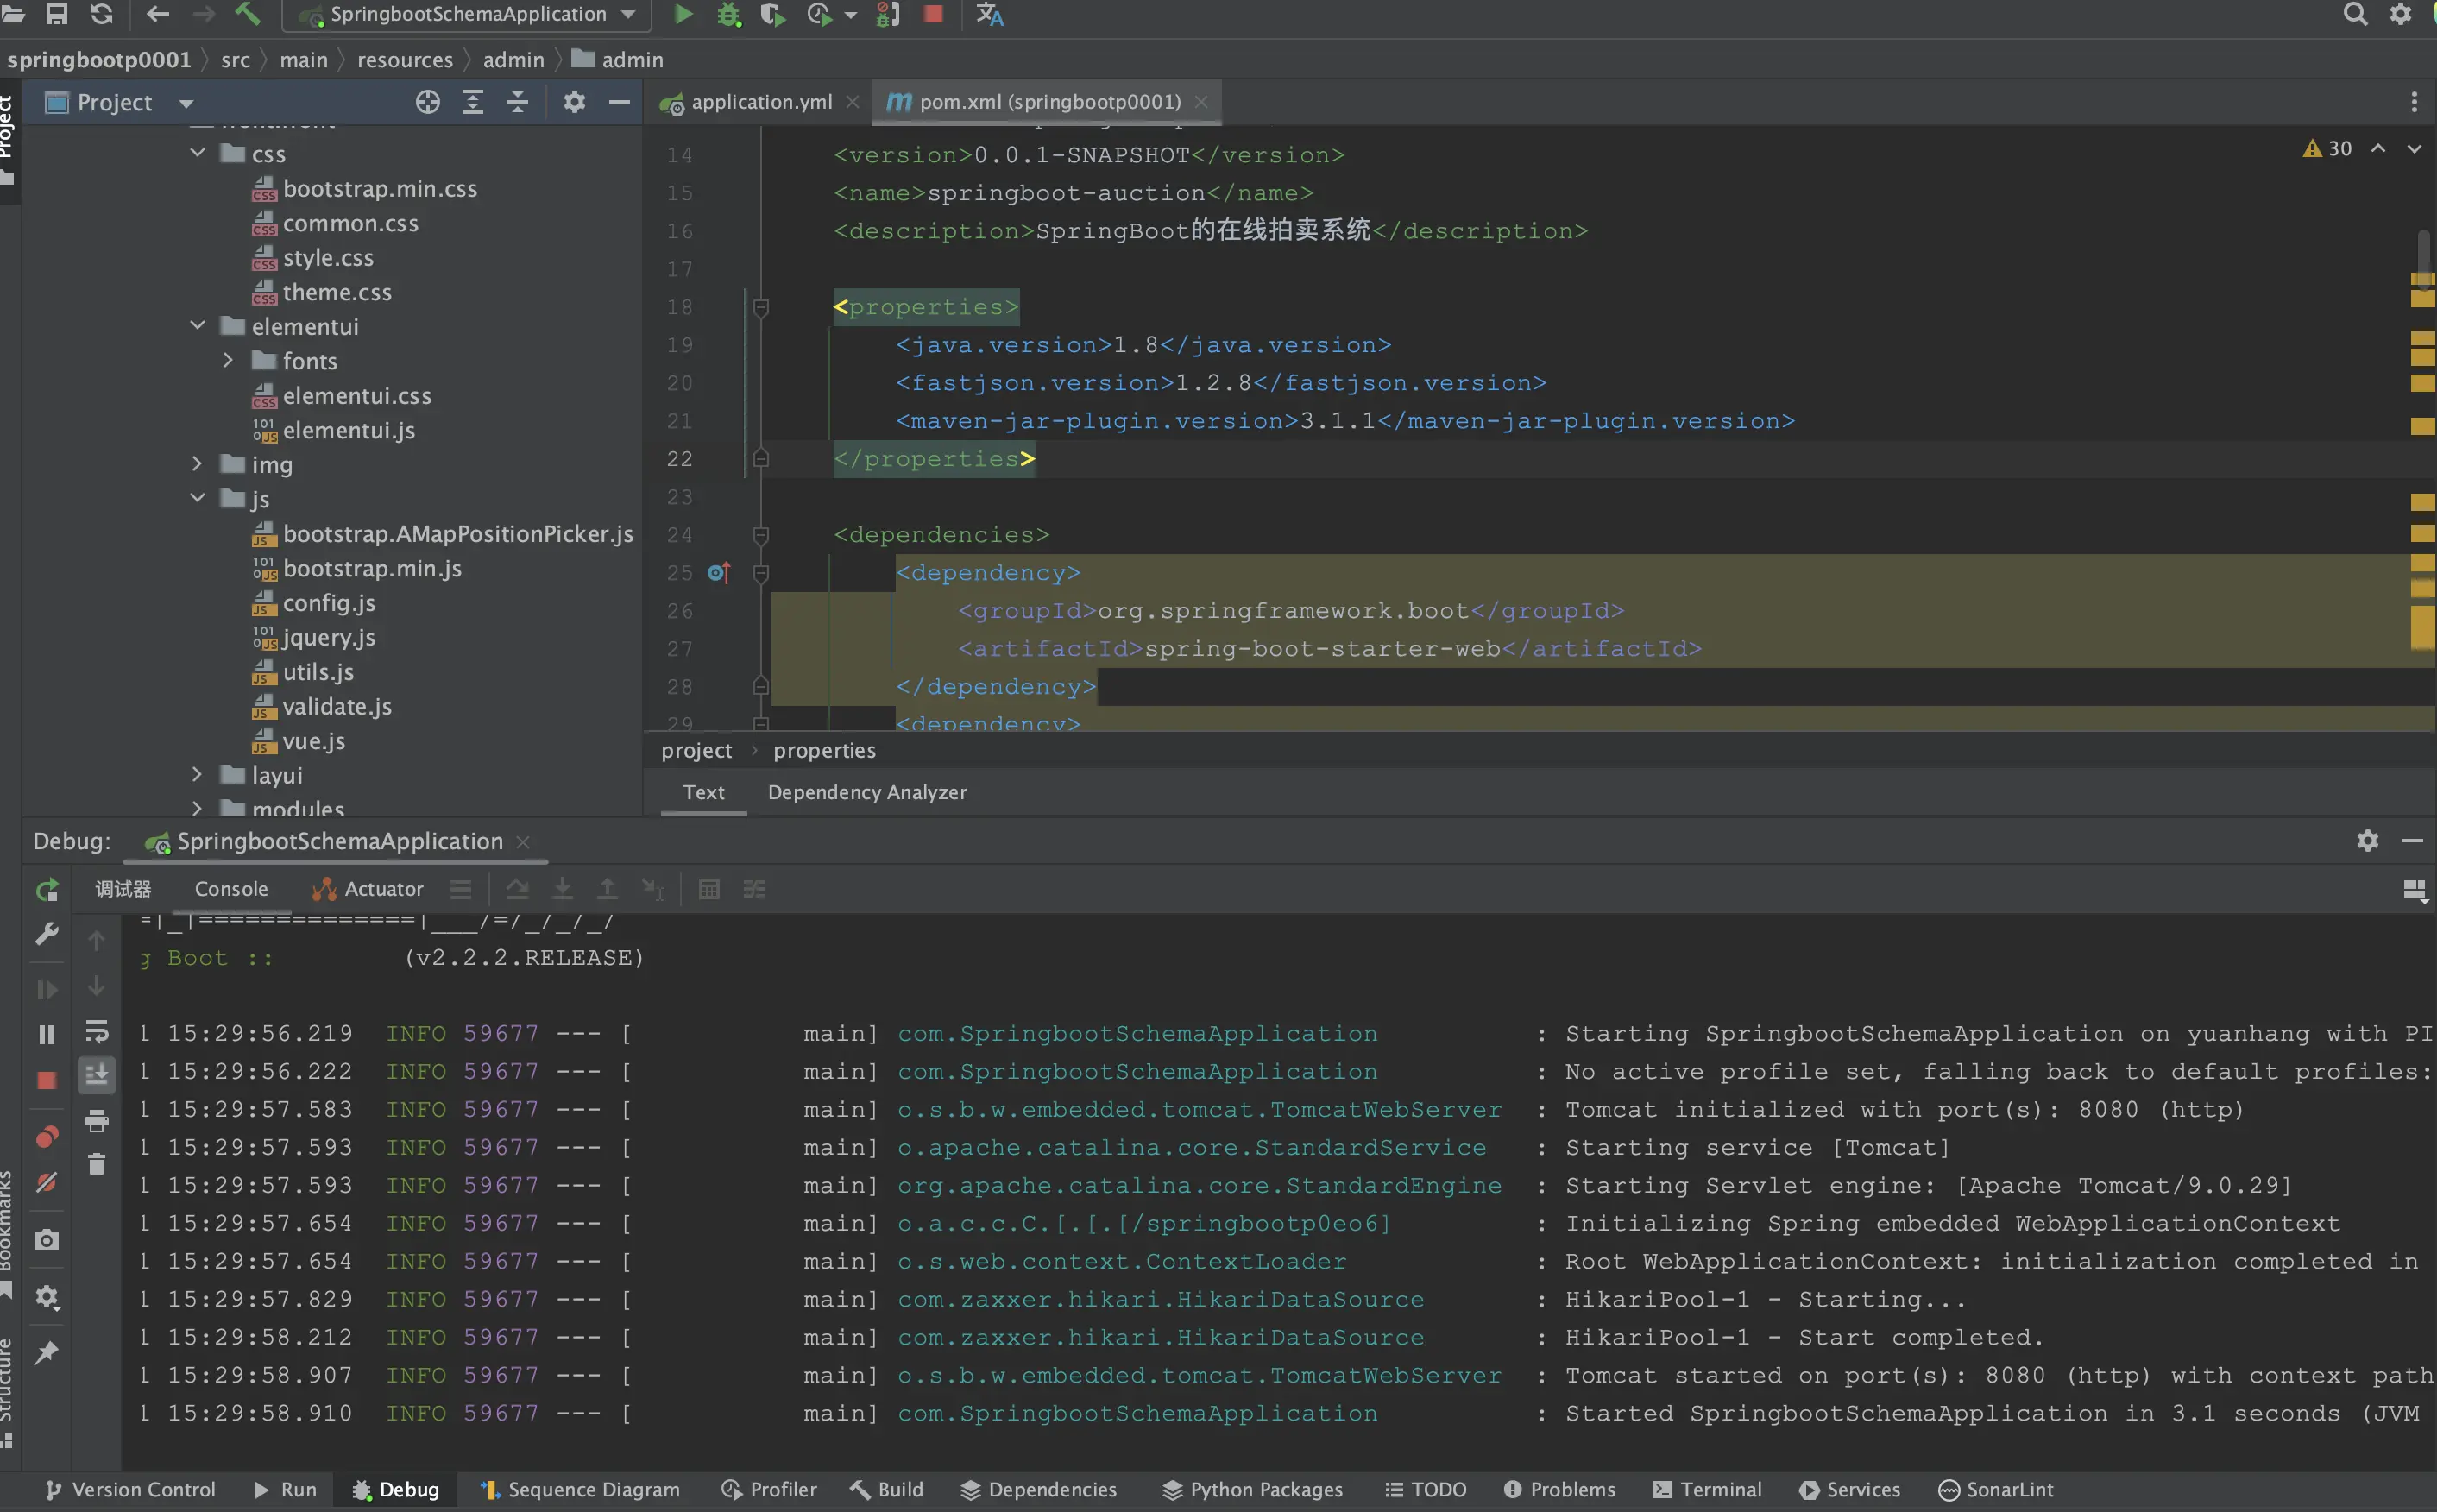 SpringbootSchemaApplication
springbootp0001 src main resources admin admin
Project
Project
application.yml
pom.xml (springbootp0001)
css
bootstrap.min.css
common.css
style.css
theme.css
elementui
fonts
elementui.css
elementui.js
img
js
bootstrap.AMapPositionPicker.js
bootstrap.min.js
config.js
jquery.js
utils.js
validate.js
vue.js
layui
modules
30
14 <version>0.0.1-SNAPSHOT</version>
15 <name>springboot-auction</name>
16 <description>SpringBoot的在线拍卖系统</description>
17
18 <properties>
19 <java.version>1.8</java.version>
20 <fastjson.version>1.2.8</fastjson.version>
21 <maven-jar-plugin.version>3.1.1</maven-jar-plugin.version>
22 </properties>
23
24 <dependencies>
25 <dependency>
26 <groupId>org.springframework.boot</groupId>
27 <artifactId>spring-boot-starter-web</artifactId>
28 </dependency>
29 <dependency>
project › properties
Text Dependency Analyzer
Debug: SpringbootSchemaApplication
调试器 Console Actuator
=|_|==============|___/=/_/_/_/
g Boot :: (v2.2.2.RELEASE)
1 15:29:56.219 INFO 59677 --- [ main] com.SpringbootSchemaApplication : Starting SpringbootSchemaApplication on yuanhang with PI
1 15:29:56.222 INFO 59677 --- [ main] com.SpringbootSchemaApplication : No active profile set, falling back to default profiles:
1 15:29:57.583 INFO 59677 --- [ main] o.s.b.w.embedded.tomcat.TomcatWebServer : Tomcat initialized with port(s): 8080 (http)
1 15:29:57.593 INFO 59677 --- [ main] o.apache.catalina.core.StandardService : Starting service [Tomcat]
1 15:29:57.593 INFO 59677 --- [ main] org.apache.catalina.core.StandardEngine : Starting Servlet engine: [Apache Tomcat/9.0.29]
1 15:29:57.654 INFO 59677 --- [ main] o.a.c.c.C.[.[.[/springbootp0eo6] : Initializing Spring embedded WebApplicationContext
1 15:29:57.654 INFO 59677 --- [ main] o.s.web.context.ContextLoader : Root WebApplicationContext: initialization completed in
1 15:29:57.829 INFO 59677 --- [ main] com.zaxxer.hikari.HikariDataSource : HikariPool-1 - Starting...
1 15:29:58.212 INFO 59677 --- [ main] com.zaxxer.hikari.HikariDataSource : HikariPool-1 - Start completed.
1 15:29:58.907 INFO 59677 --- [ main] o.s.b.w.embedded.tomcat.TomcatWebServer : Tomcat started on port(s): 8080 (http) with context path
1 15:29:58.910 INFO 59677 --- [ main] com.SpringbootSchemaApplication : Started SpringbootSchemaApplication in 3.1 seconds (JVM
Bookmarks
Structure
Version Control Run Debug Sequence Diagram Profiler Build Dependencies Python Packages TODO Problems Terminal Services SonarLint